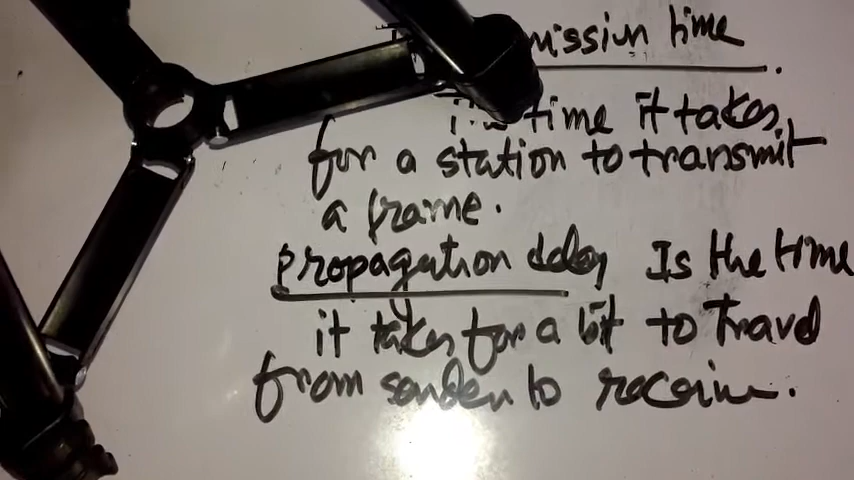 mission time
The time it takes
for a station to transmit
a frame.
Propagation delay Is the time
it takes for a bit to Travel
from sender to